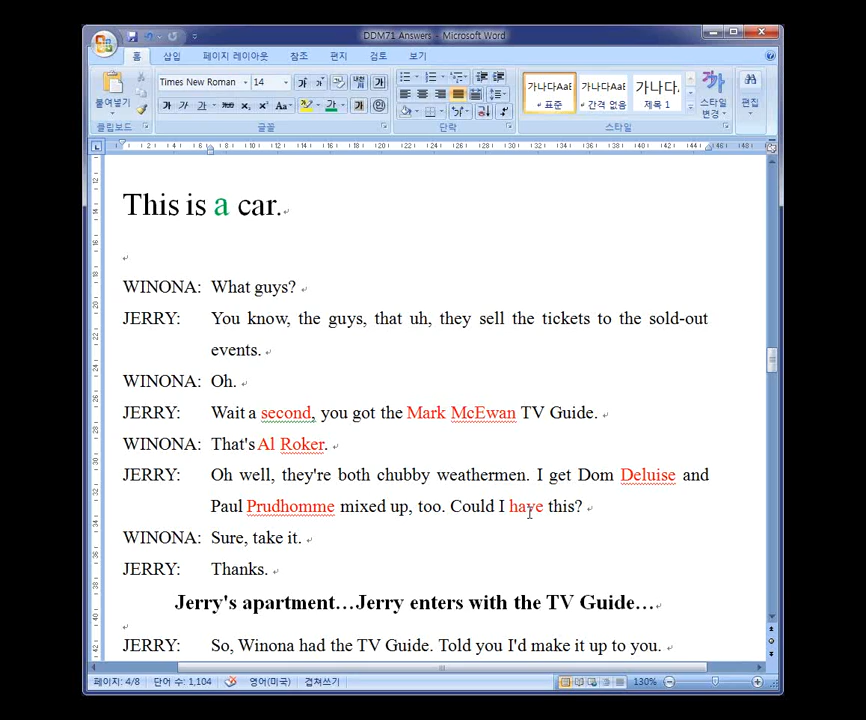 DDM71 Answers - Microsoft Word
홈 삽입 페이지 레이아웃 참조 편지 검토 보기
Times New Roman 14
가나다AaE 가나다AaE 가나다
붙여넣기 표준 간격 없음 제목 1 스타일 변경 편집
클립보드 글꼴 단락 스타일
This is a car.
WINONA: What guys?
JERRY: You know, the guys, that uh, they sell the tickets to the sold-out
events.
WINONA: Oh.
JERRY: Wait a second, you got the Mark McEwan TV Guide.
WINONA: That's Al Roker.
JERRY: Oh well, they're both chubby weathermen. I get Dom Deluise and
Paul Prudhomme mixed up, too. Could I have this?
WINONA: Sure, take it.
JERRY: Thanks.
Jerry's apartment…Jerry enters with the TV Guide…
JERRY: So, Winona had the TV Guide. Told you I'd make it up to you.
페이지: 4/8 단어 수: 1,104 영어(미국) 겹쳐쓰기 130%